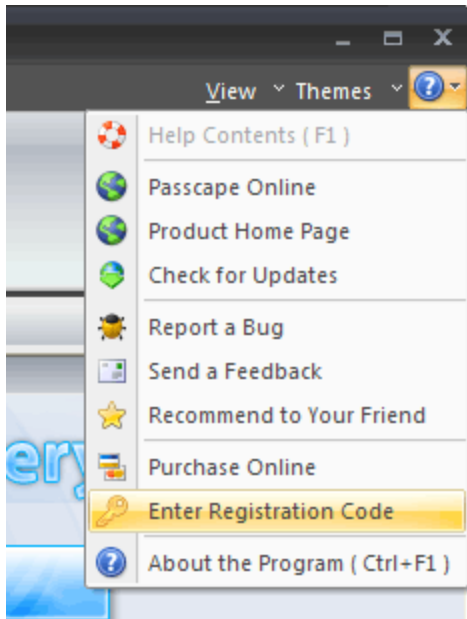 View Themes
Help Contents ( F1 )
Passcape Online
Product Home Page
Check for Updates
Report a Bug
Send a Feedback
Recommend to Your Friend
ery
Purchase Online
Enter Registration Code
About the Program ( Ctrl+F1 )